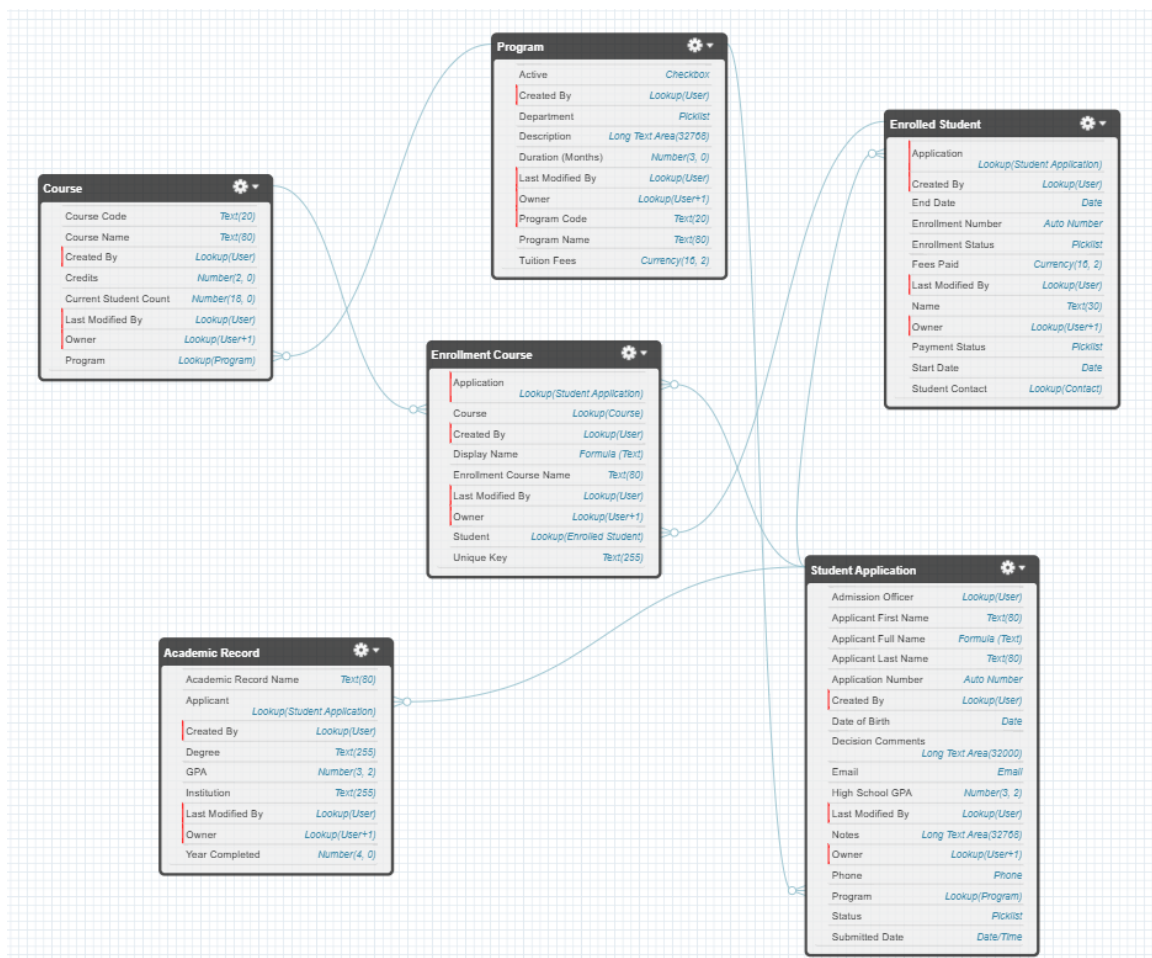 Program
Active Checkbox
Created By Lookup(User)
Department Picklist
Description Long Text Area(32768)
Duration (Months) Number(3, 0)
Last Modified By Lookup(User)
Owner Lookup(User+1)
Program Code Text(20)
Program Name Text(80)
Tuition Fees Currency(16, 2)
Enrolled Student
Application
Lookup(Student Application)
Created By Lookup(User)
End Date Date
Enrollment Number Auto Number
Enrollment Status Picklist
Fees Paid Currency(16, 2)
Last Modified By Lookup(User)
Name Text(30)
Owner Lookup(User+1)
Payment Status Picklist
Start Date Date
Student Contact Lookup(Contact)
Course
Course Code Text(20)
Course Name Text(80)
Created By Lookup(User)
Credits Number(2, 0)
Current Student Count Number(18, 0)
Last Modified By Lookup(User)
Owner Lookup(User+1)
Program Lookup(Program)
Enrollment Course
Application
Lookup(Student Application)
Course Lookup(Course)
Created By Lookup(User)
Display Name Formula (Text)
Enrollment Course Name Text(80)
Last Modified By Lookup(User)
Owner Lookup(User+1)
Student Lookup(Enrolled Student)
Unique Key Text(255)
Student Application
Admission Officer Lookup(User)
Applicant First Name Text(80)
Applicant Full Name Formula (Text)
Applicant Last Name Text(80)
Application Number Auto Number
Created By Lookup(User)
Date of Birth Date
Decision Comments
Long Text Area(32000)
Email Email
High School GPA Number(3, 2)
Last Modified By Lookup(User)
Notes Long Text Area(32768)
Owner Lookup(User+1)
Phone Phone
Program Lookup(Program)
Status Picklist
Submitted Date Date/Time
Academic Record
Academic Record Name Text(80)
Applicant
Lookup(Student Application)
Created By Lookup(User)
Degree Text(255)
GPA Number(3, 2)
Institution Text(255)
Last Modified By Lookup(User)
Owner Lookup(User+1)
Year Completed Number(4, 0)